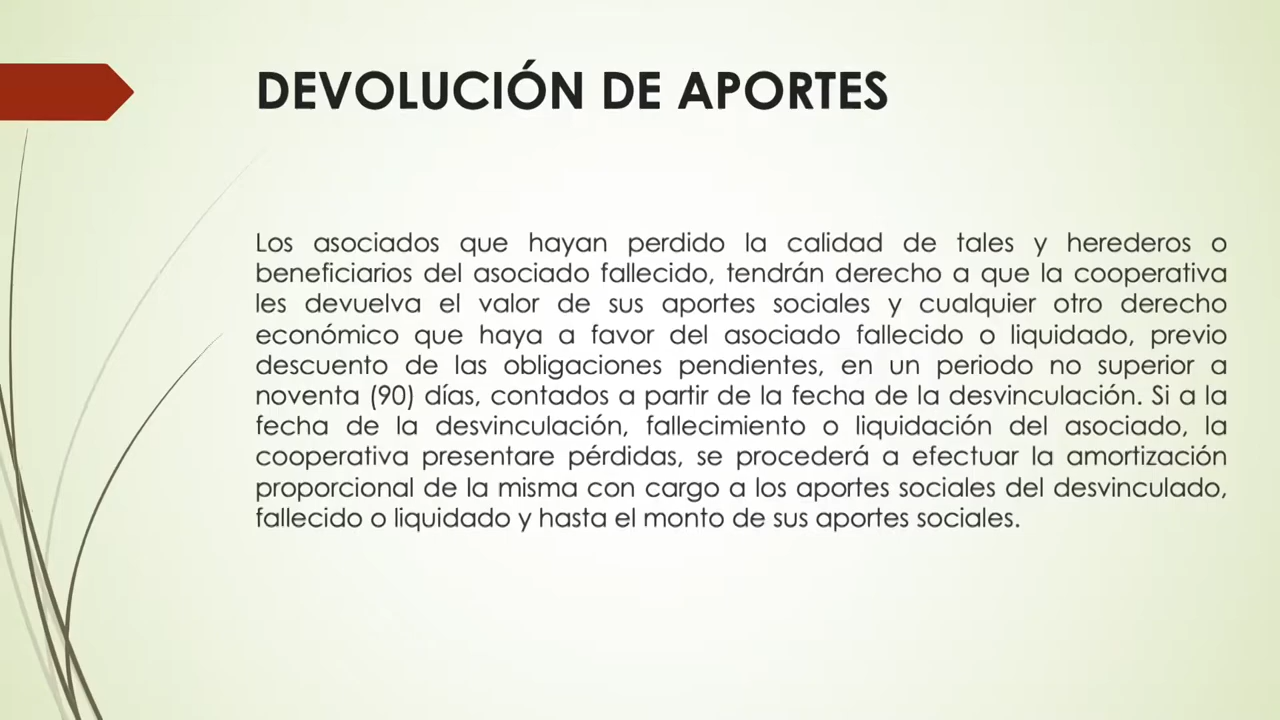 DEVOLUCIÓN DE APORTES
Los asociados que hayan perdido la calidad de tales y herederos o
beneficiarios del asociado fallecido, tendrán derecho a que la cooperativa
les devuelva el valor de sus aportes sociales y cualquier otro derecho
económico que haya a favor del asociado fallecido o liquidado, previo
descuento de las obligaciones pendientes, en un periodo no superior a
noventa (90) días, contados a partir de la fecha de la desvinculación. Si a la
fecha de la desvinculación, fallecimiento o liquidación del asociado, la
cooperativa presentare pérdidas, se procederá a efectuar la amortización
proporcional de la misma con cargo a los aportes sociales del desvinculado,
fallecido o liquidado y hasta el monto de sus aportes sociales.